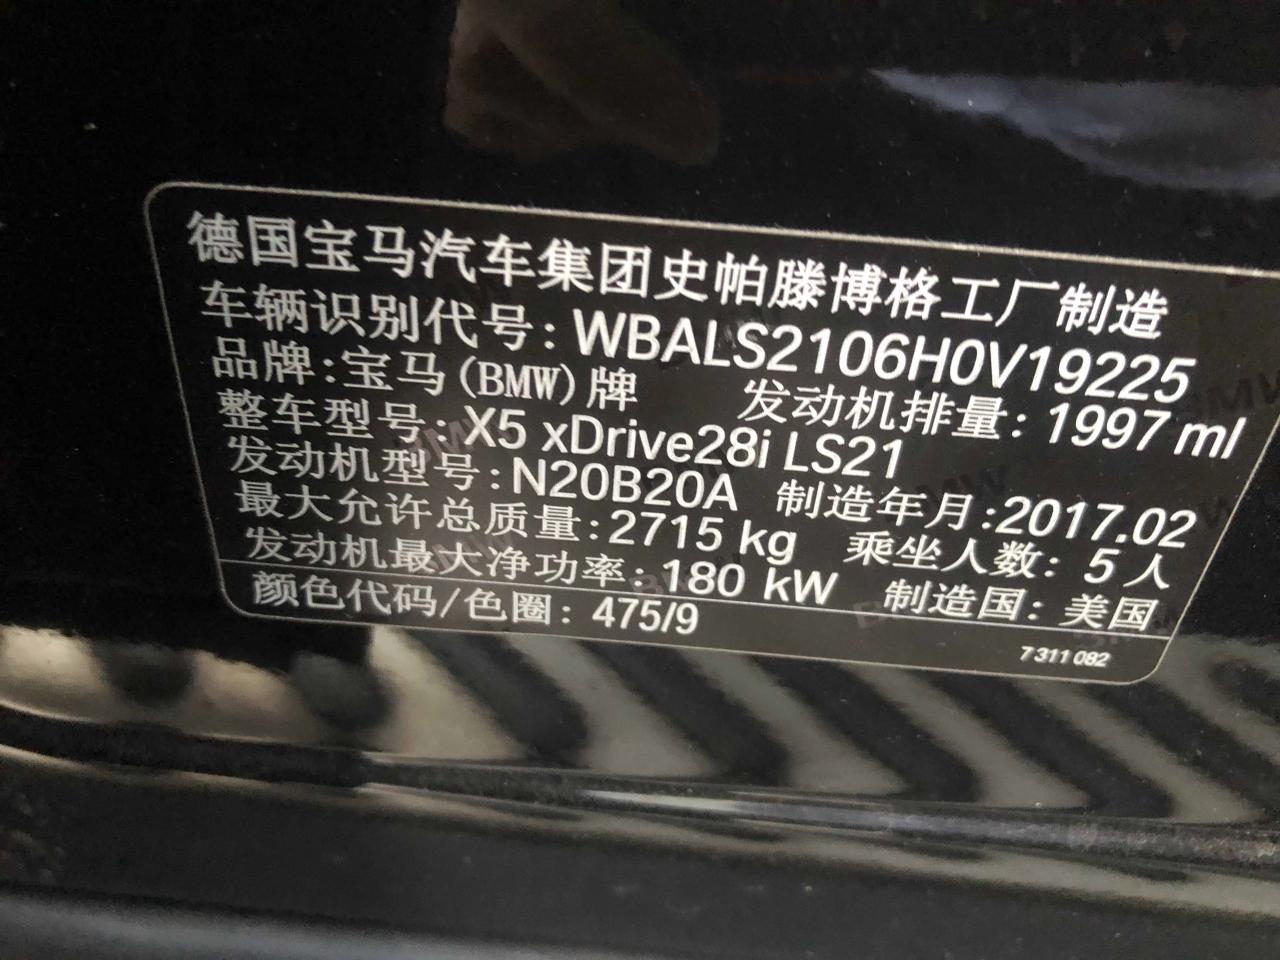 德国宝马汽车集团史帕滕博格工厂制造
车辆识别代号：WBALS2106H0V19225
品牌：宝马(BMW)牌 发动机排量：1997 ml
整车型号：X5 xDrive28i LS21
发动机型号：N20B20A 制造年月：2017.02
最大允许总质量：2715 kg 乘坐人数：5人
发动机最大净功率：180 kW 制造国：美国
颜色代码/色圈：475/9
7 311 082